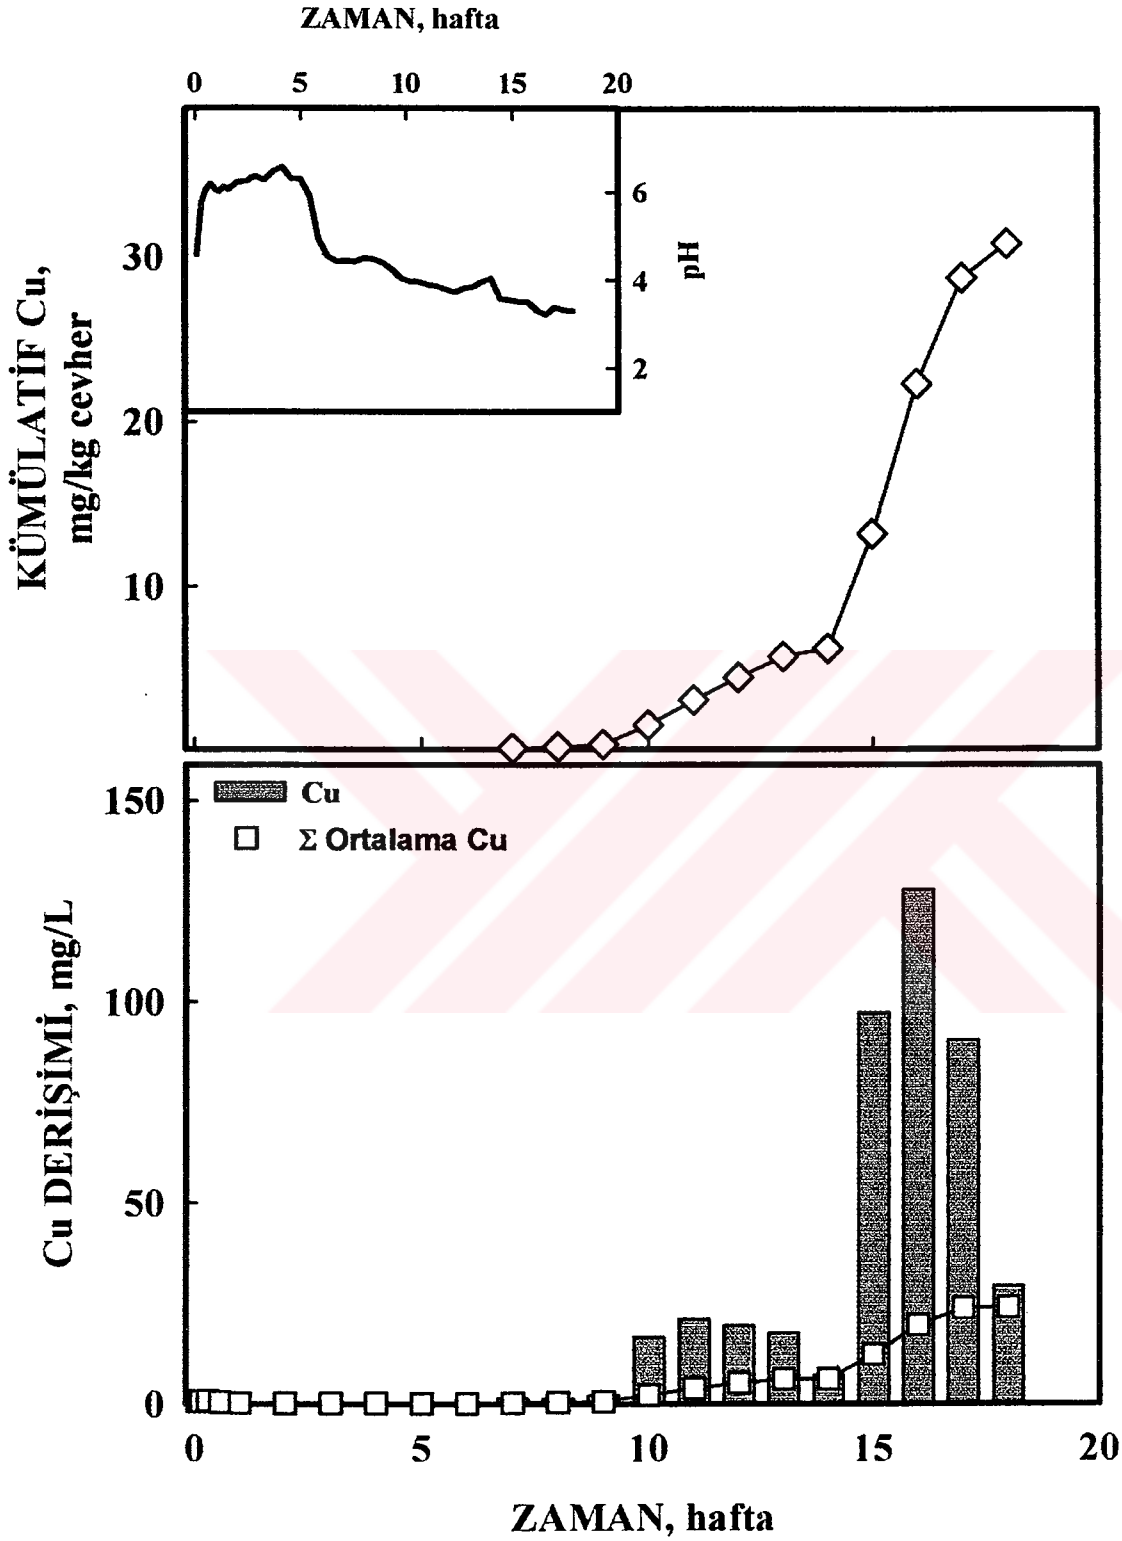 ZAMAN, hafta
0 5 10 15 20
6
4
2
pH
30
20
10
KÜMÜLATİF Cu,
mg/kg cevher
Cu
Σ Ortalama Cu
150
100
50
0
Cu DERİŞİMİ, mg/L
0 5 10 15 20
ZAMAN, hafta